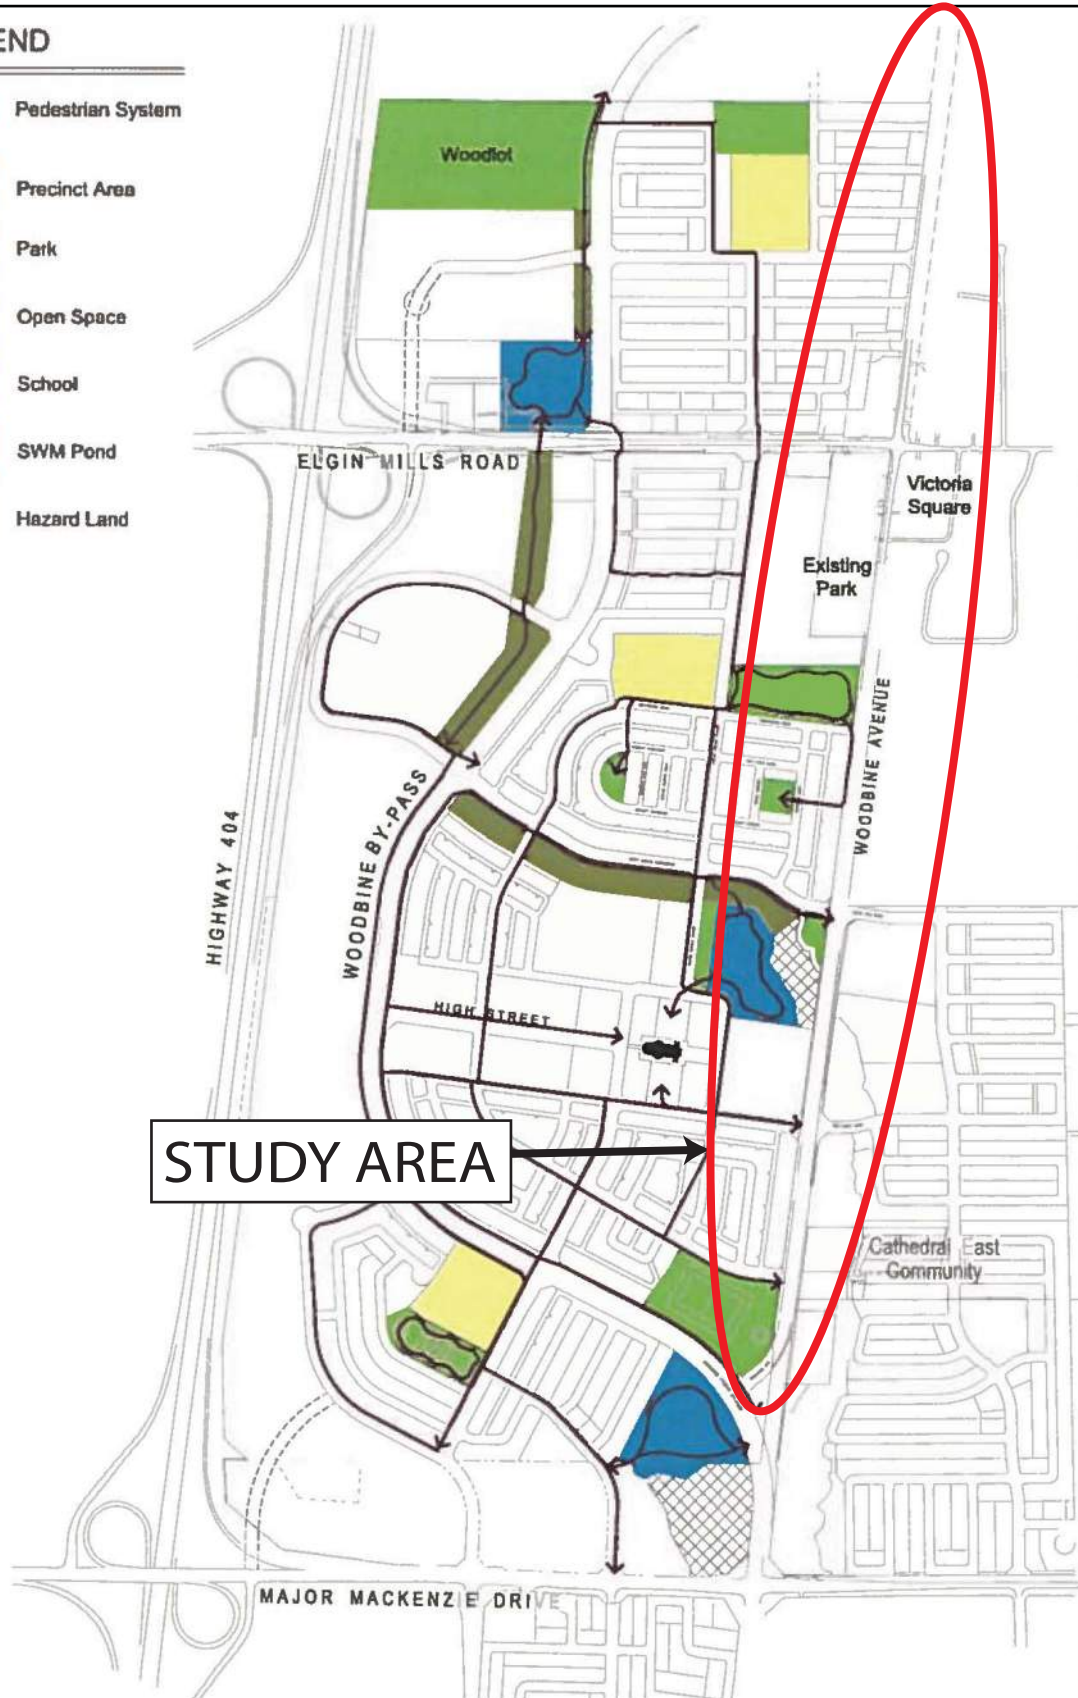 END
Pedestrian System
Precinct Area
Park
Open Space
School
SWM Pond
Hazard Land
Woodlot
ELGIN MILLS ROAD
Victoria
Square
Existing
Park
WOODBINE AVENUE
WOODBINE BY-PASS
HIGHWAY 404
HIGH STREET
STUDY AREA
Cathedral East
Community
MAJOR MACKENZIE DRIVE